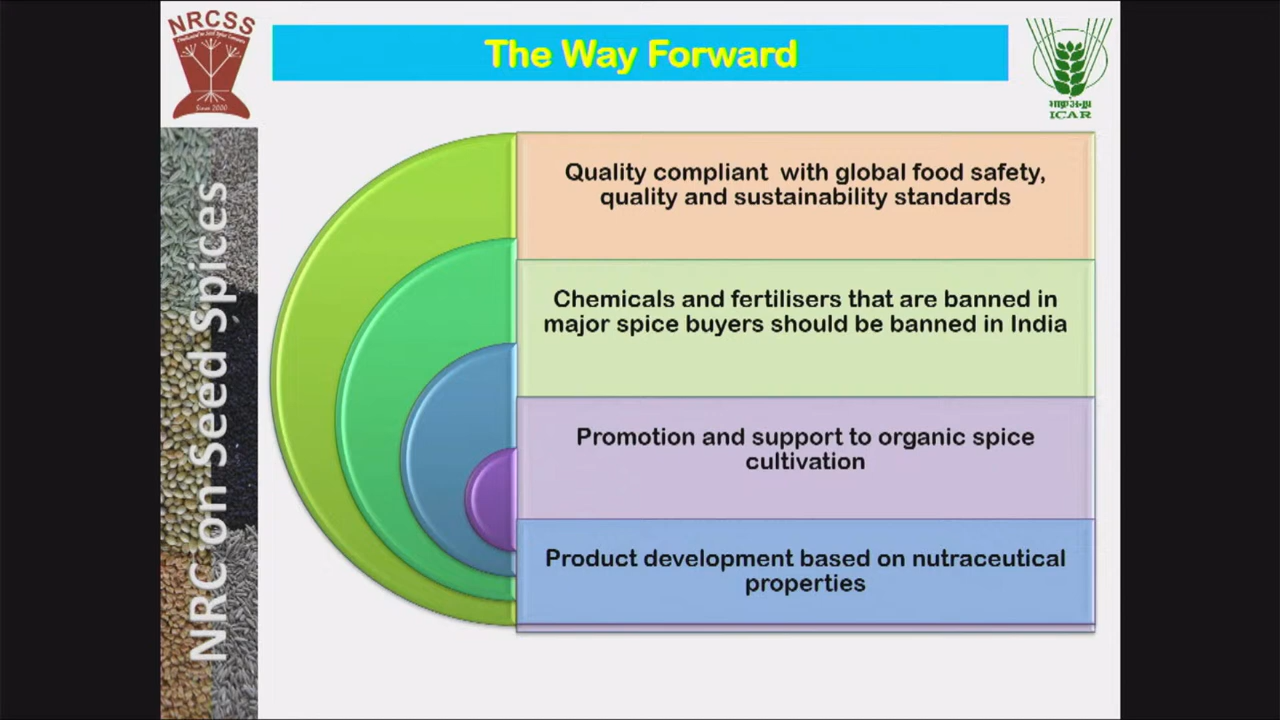 NRCSS
Since 2000
The Way Forward
ICAR
NRC on Seed Spices
Quality compliant with global food safety,
quality and sustainability standards
Chemicals and fertilisers that are banned in
major spice buyers should be banned in India
Promotion and support to organic spice
cultivation
Product development based on nutraceutical
properties